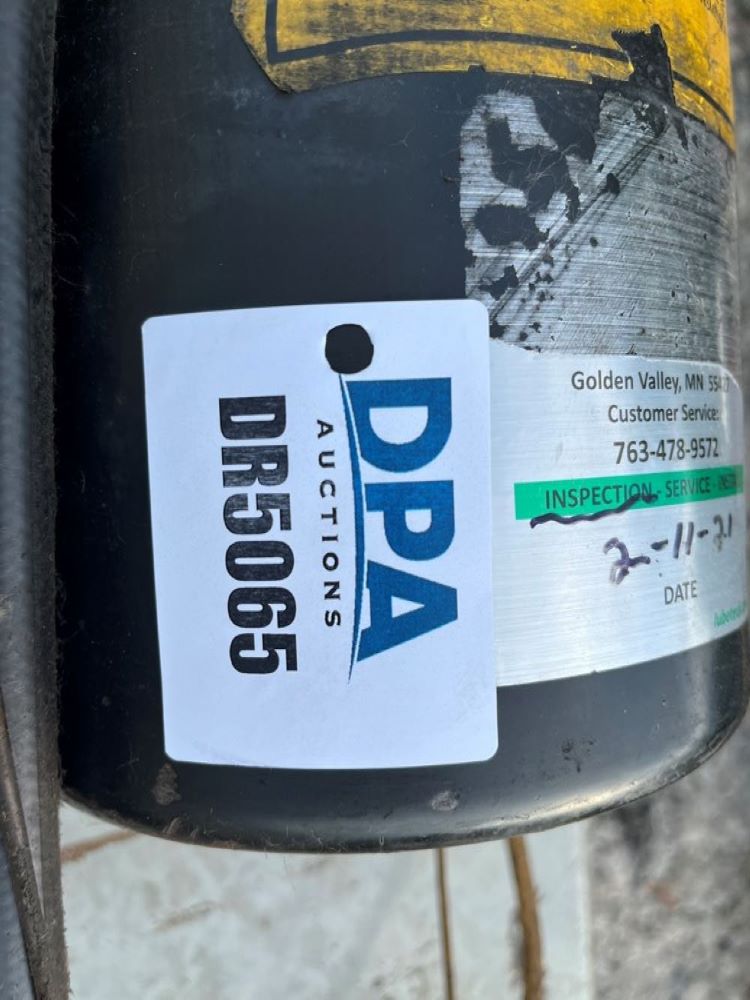 DPA
AUCTIONS
DR5065
Golden Valley, MN
Customer Service:
763-478-9572
INSPECTION - SERVICE -
2-11-21
DATE